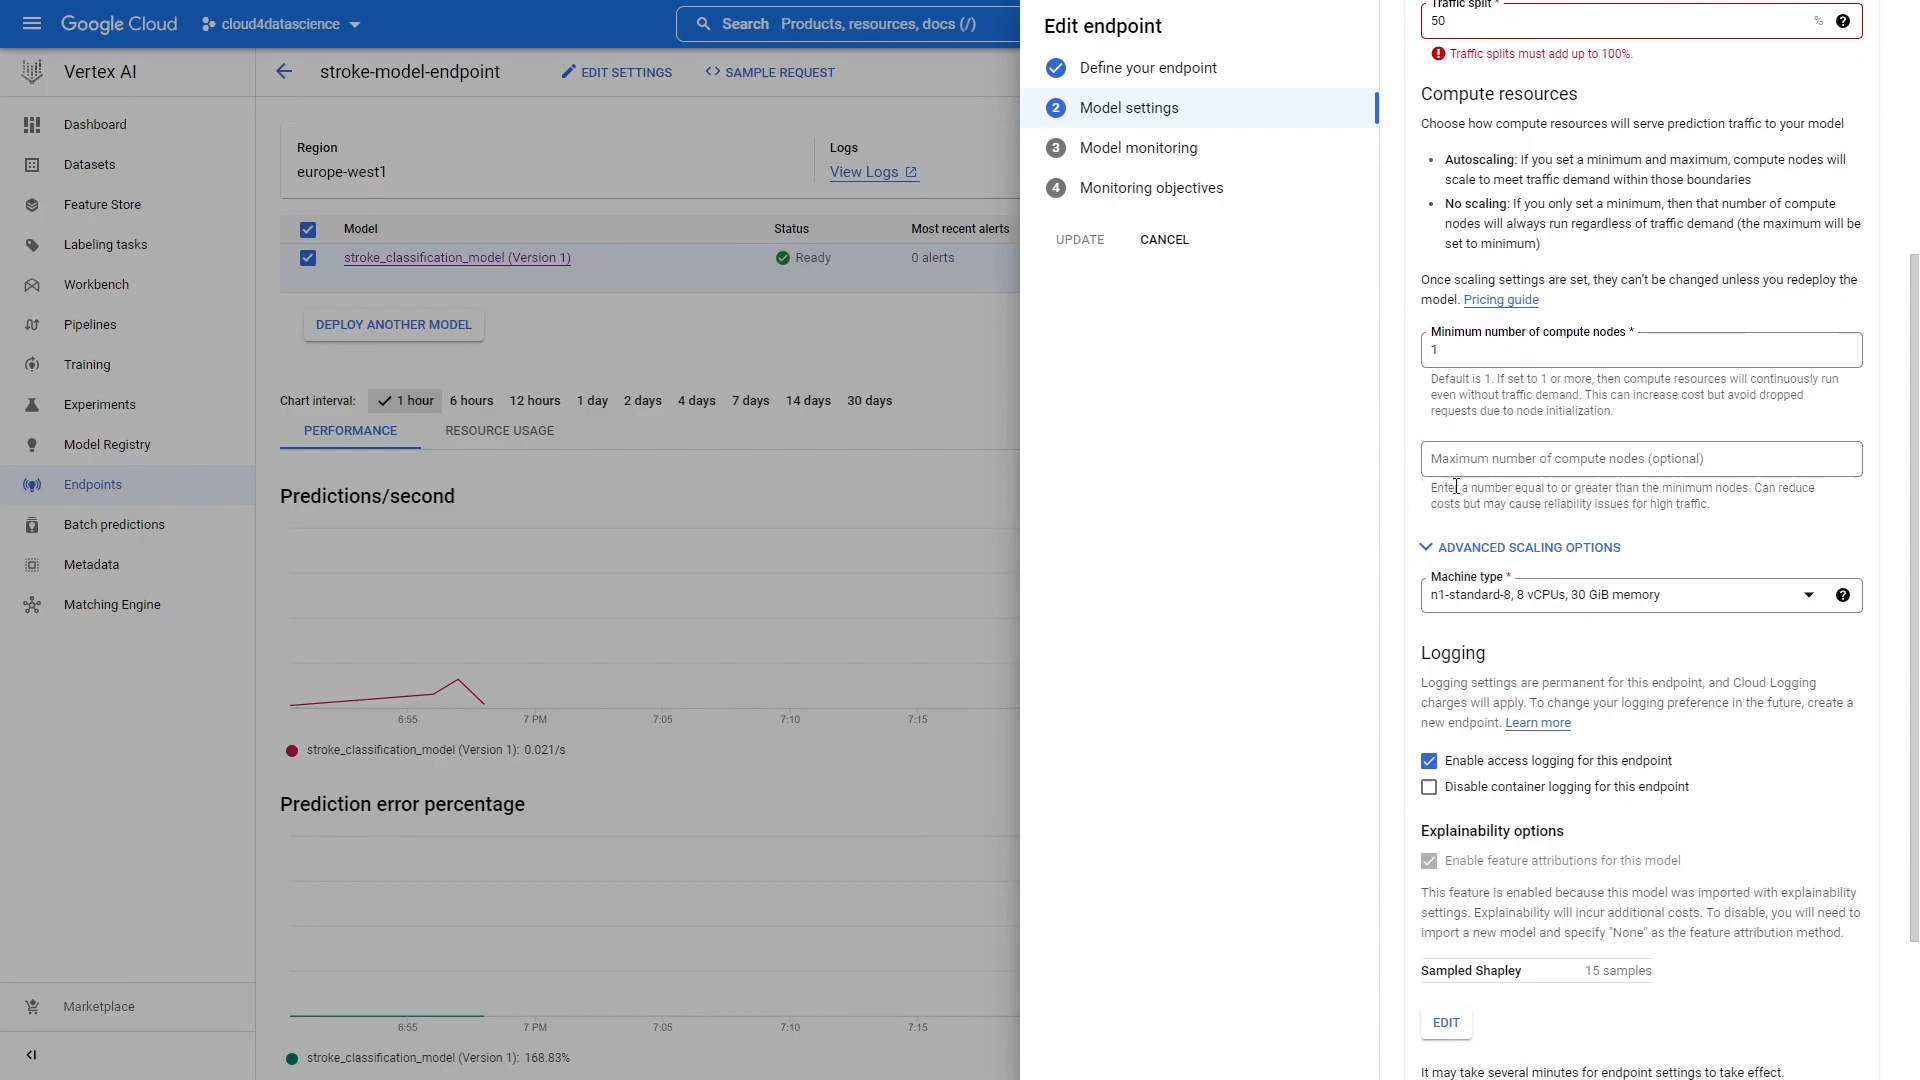 Google Cloud
cloud4datascience
Search Products, resources, docs (/)
Vertex AI
Dashboard
Datasets
Feature Store
Labeling tasks
Workbench
Pipelines
Training
Experiments
Model Registry
Endpoints
Batch predictions
Metadata
Matching Engine
Marketplace
stroke-model-endpoint
EDIT SETTINGS
SAMPLE REQUEST
Region
europe-west1
Logs
View Logs
Model Status Most recent alerts
stroke_classification_model (Version 1) Ready 0 alerts
DEPLOY ANOTHER MODEL
Chart interval: 1 hour 6 hours 12 hours 1 day 2 days 4 days 7 days 14 days 30 days
PERFORMANCE RESOURCE USAGE
Predictions/second
6:55 7 PM 7:05 7:10 7:15
stroke_classification_model (Version 1): 0.021/s
Prediction error percentage
6:55 7 PM 7:05 7:10 7:15
stroke_classification_model (Version 1): 168.83%
Edit endpoint
Define your endpoint
2 Model settings
3 Model monitoring
4 Monitoring objectives
UPDATE CANCEL
Traffic split *
50 %
Traffic splits must add up to 100%.
Compute resources
Choose how compute resources will serve prediction traffic to your model
• Autoscaling: If you set a minimum and maximum, compute nodes will
scale to meet traffic demand within those boundaries
• No scaling: If you only set a minimum, then that number of compute
nodes will always run regardless of traffic demand (the maximum will be
set to minimum)
Once scaling settings are set, they can't be changed unless you redeploy the
model. Pricing guide
Minimum number of compute nodes *
1
Default is 1. If set to 1 or more, then compute resources will continuously run
even without traffic demand. This can increase cost but avoid dropped
requests due to node initialization.
Maximum number of compute nodes (optional)
Enter a number equal to or greater than the minimum nodes. Can reduce
costs but may cause reliability issues for high traffic.
ADVANCED SCALING OPTIONS
Machine type *
n1-standard-8, 8 vCPUs, 30 GiB memory
Logging
Logging settings are permanent for this endpoint, and Cloud Logging
charges will apply. To change your logging preference in the future, create a
new endpoint. Learn more
Enable access logging for this endpoint
Disable container logging for this endpoint
Explainability options
Enable feature attributions for this model
This feature is enabled because this model was imported with explainability
settings. Explainability will incur additional costs. To disable, you will need to
import a new model and specify "None" as the feature attribution method.
Sampled Shapley 15 samples
EDIT
It may take several minutes for endpoint settings to take effect.